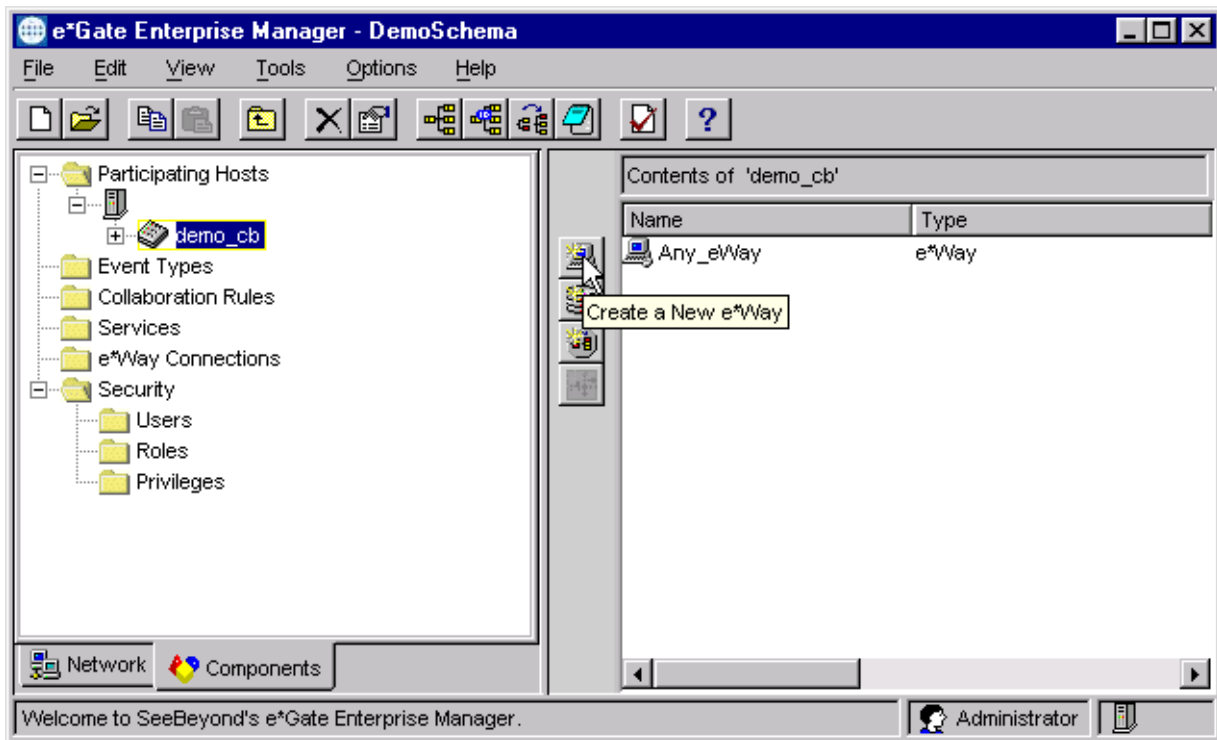 e*Gate Enterprise Manager - DemoSchema
File Edit View Tools Options Help
?
Participating Hosts
demo_cb
Event Types
Collaboration Rules
Services
e*Way Connections
Security
Users
Roles
Privileges
Network
Components
Contents of 'demo_cb'
Name Type
Any_eWay e*Way
Create a New e*Way
Welcome to SeeBeyond's e*Gate Enterprise Manager.
Administrator